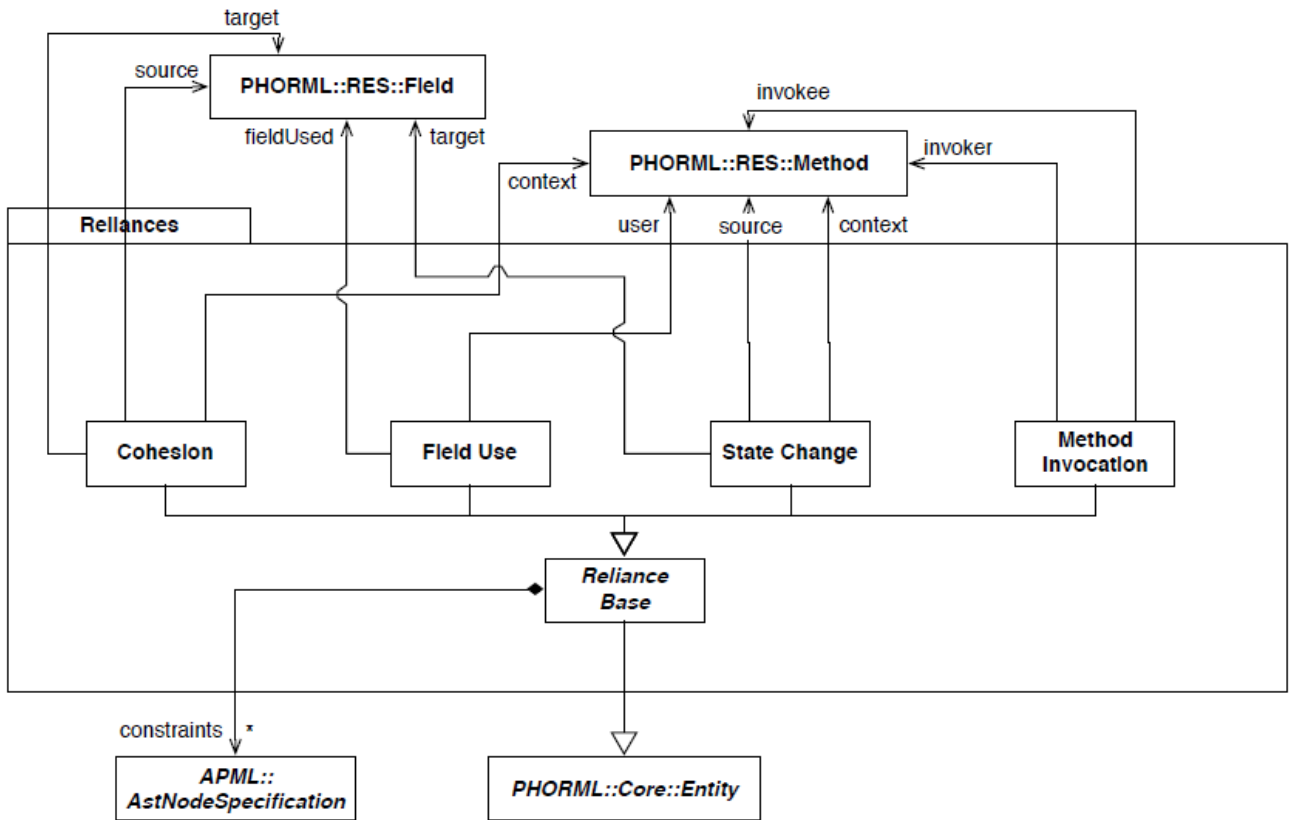 target
source
PHORML::RES::Field
fieldUsed
target
invokee
PHORML::RES::Method
invoker
context
Reliances
user
source
context
Cohesion
Field Use
State Change
Method
Invocation
Reliance
Base
constraints
*
APML::
AstNodeSpecification
PHORML::Core::Entity